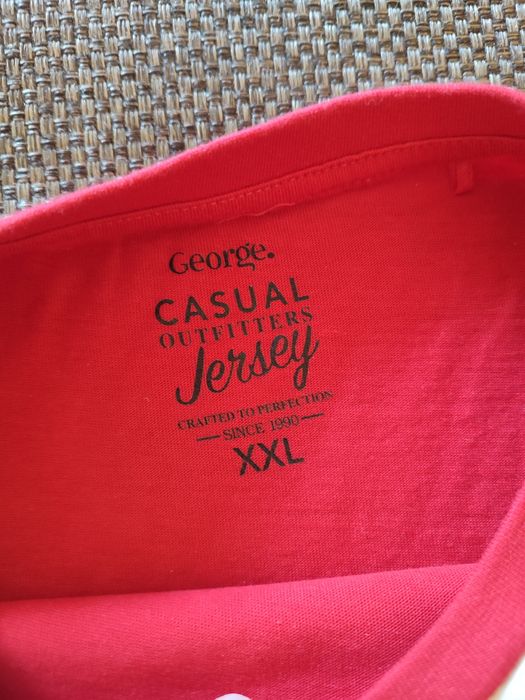 George.
CASUAL
OUTFITTERS
Jersey
CRAFTED TO PERFECTION
SINCE 1990
XXL